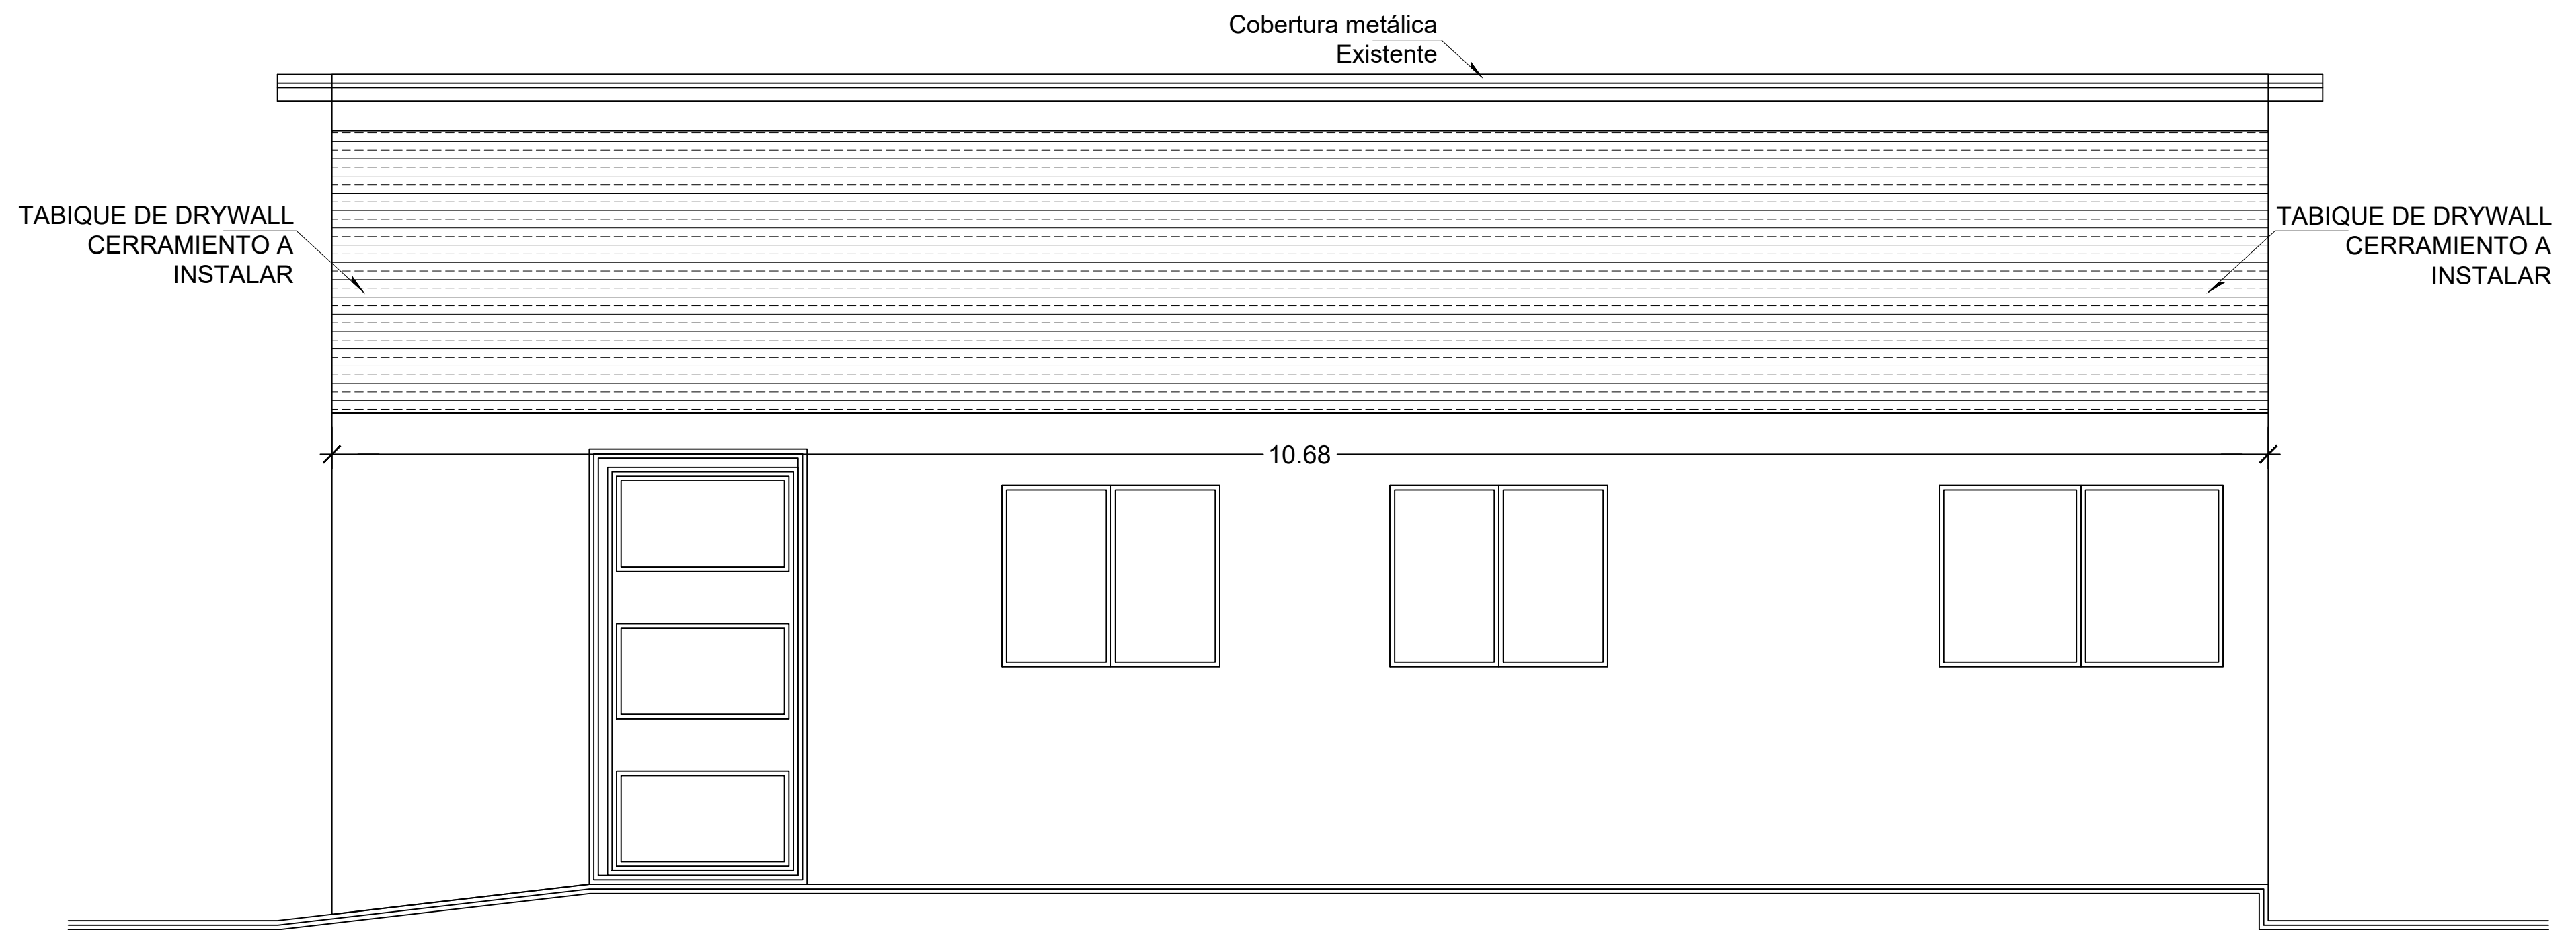 Cobertura metálica
Existente
TABIQUE DE DRYWALL
CERRAMIENTO A
INSTALAR
TABIQUE DE DRYWALL
CERRAMIENTO A
INSTALAR
10.68